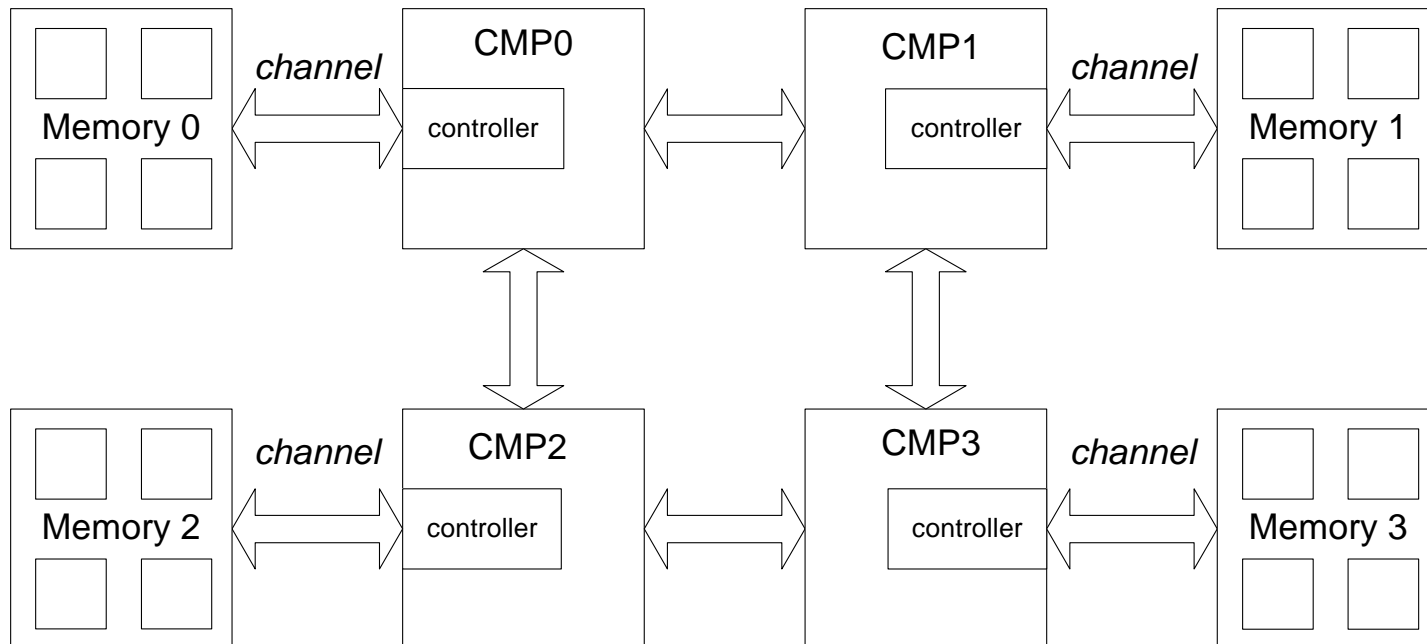 CMP0
CMP1
channel
channel
Memory 0
controller
controller
Memory 1
CMP2
CMP3
channel
channel
Memory 2
controller
controller
Memory 3